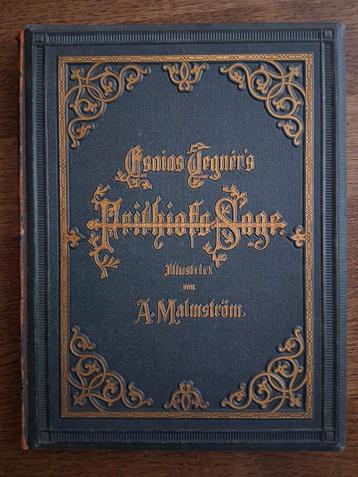 Esaias Tegnér's
Frithiofs Sage
Illustrirt
von
A. Malmström.